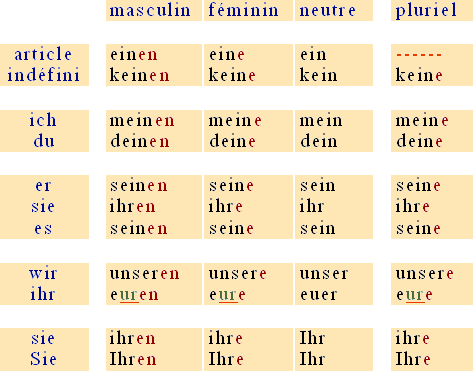 masculin féminin neutre pluriel
article einen eine ein ------
indéfini keinen keine kein keine
ich meinen meine mein meine
du deinen deine dein deine
er seinen seine sein seine
sie ihren ihre ihr ihre
es seinen seine sein seine
wir unseren unsere unser unsere
ihr euren eure euer eure
sie ihren ihre Ihr ihre
Sie Ihren Ihre Ihr Ihre